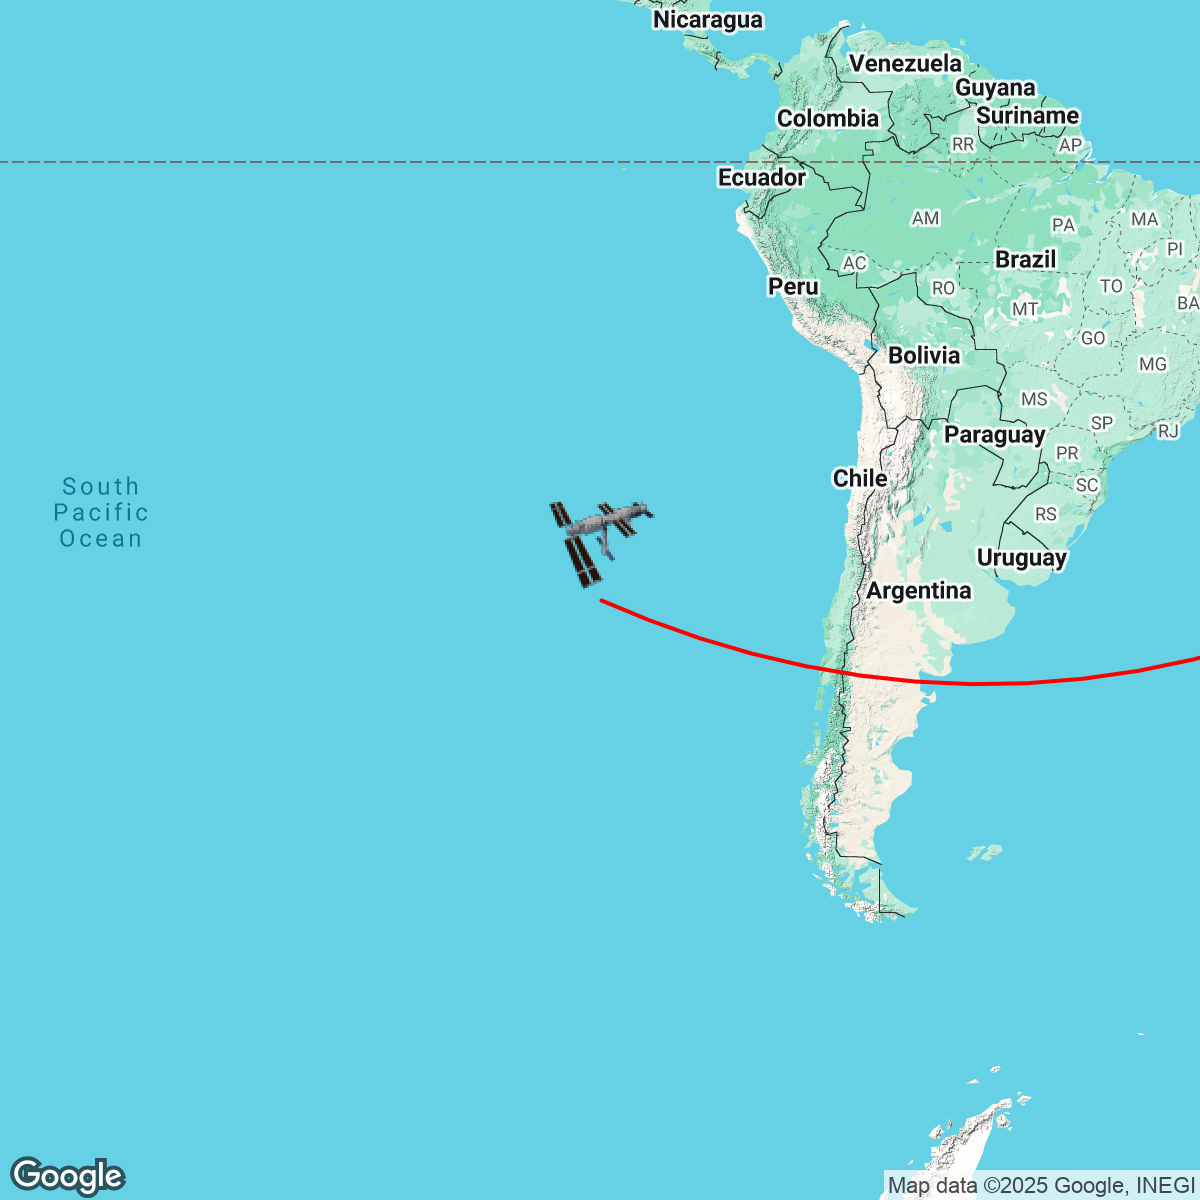 Nicaragua
Venezuela
Guyana
Colombia
Suriname
RR
AP
Ecuador
AM
PA
MA
PI
AC
Brazil
Peru
RO
TO
BA
MT
GO
Bolivia
MG
MS
SP
RJ
Paraguay
PR
Chile
SC
South
Pacific
Ocean
RS
Uruguay
Argentina
Google
Map data ©2025 Google, INEGI